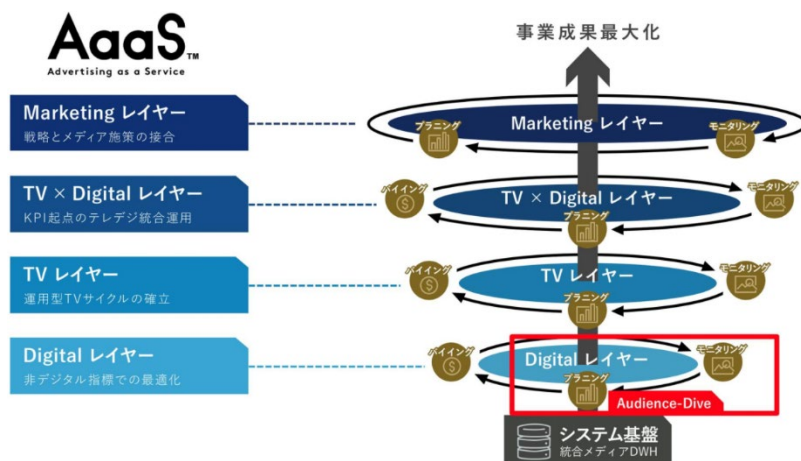 AaaS™
Advertising as a Service
事業成果最大化
Marketing レイヤー
戦略とメディア施策の接合
Marketing レイヤー
プラニング
モニタリング
TV × Digital レイヤー
KPI起点のテレデジ統合運用
バイイング
TV × Digital レイヤー
モニタリング
プラニング
TV レイヤー
運用型TVサイクルの確立
バイイング
TV レイヤー
モニタリング
プラニング
Digital レイヤー
非デジタル指標での最適化
バイイング
Digital レイヤー
モニタリング
プラニング
Audience-Dive
システム基盤
統合メディアDWH